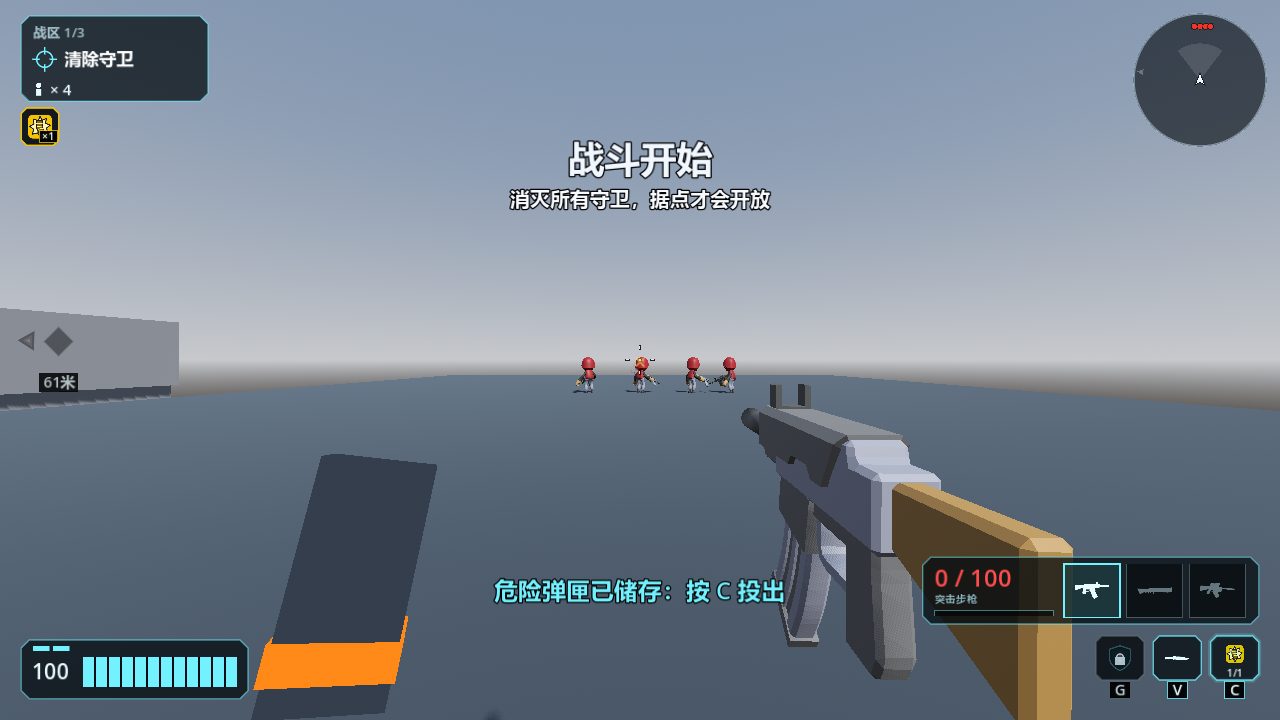 战区 1/3
清除守卫
× 4
×1
战斗开始
消灭所有守卫，据点才会开放
61米
危险弹匣已储存：按 C 投出
0 / 100
突击步枪
100
1/1
G
V
C